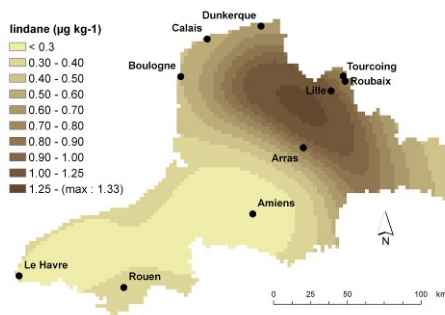 lindane (µg kg-1)
< 0.3
0.30 - 0.40
0.40 - 0.50
0.50 - 0.60
0.60 - 0.70
0.70 - 0.80
0.80 - 0.90
0.90 - 1.00
1.00 - 1.25
1.25 - (max : 1.33)
Dunkerque
Calais
Boulogne
Tourcoing
Roubaix
Lille
Arras
Amiens
Le Havre
Rouen
N
0 25 50 100 km